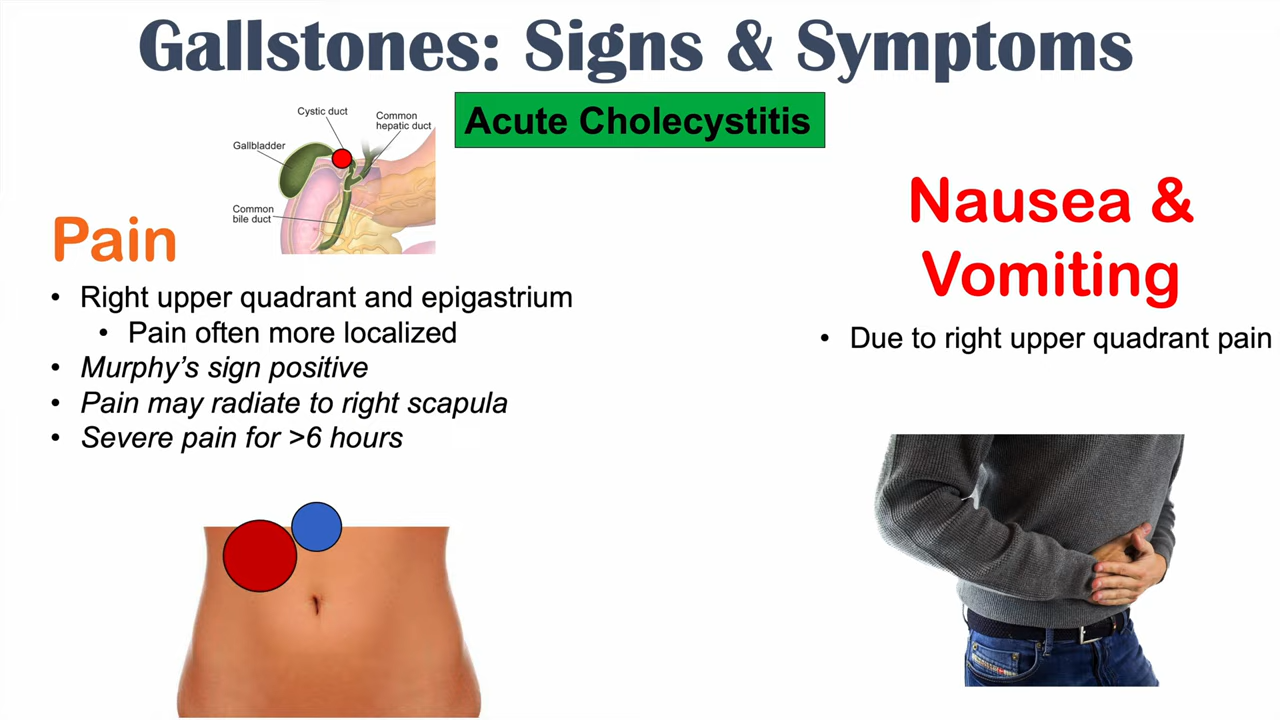 Gallstones: Signs & Symptoms
Acute Cholecystitis
Cystic duct
Common
hepatic duct
Gallbladder
Common
bile duct
Pain
• Right upper quadrant and epigastrium
• Pain often more localized
• Murphy’s sign positive
• Pain may radiate to right scapula
• Severe pain for >6 hours
Nausea &
Vomiting
• Due to right upper quadrant pain